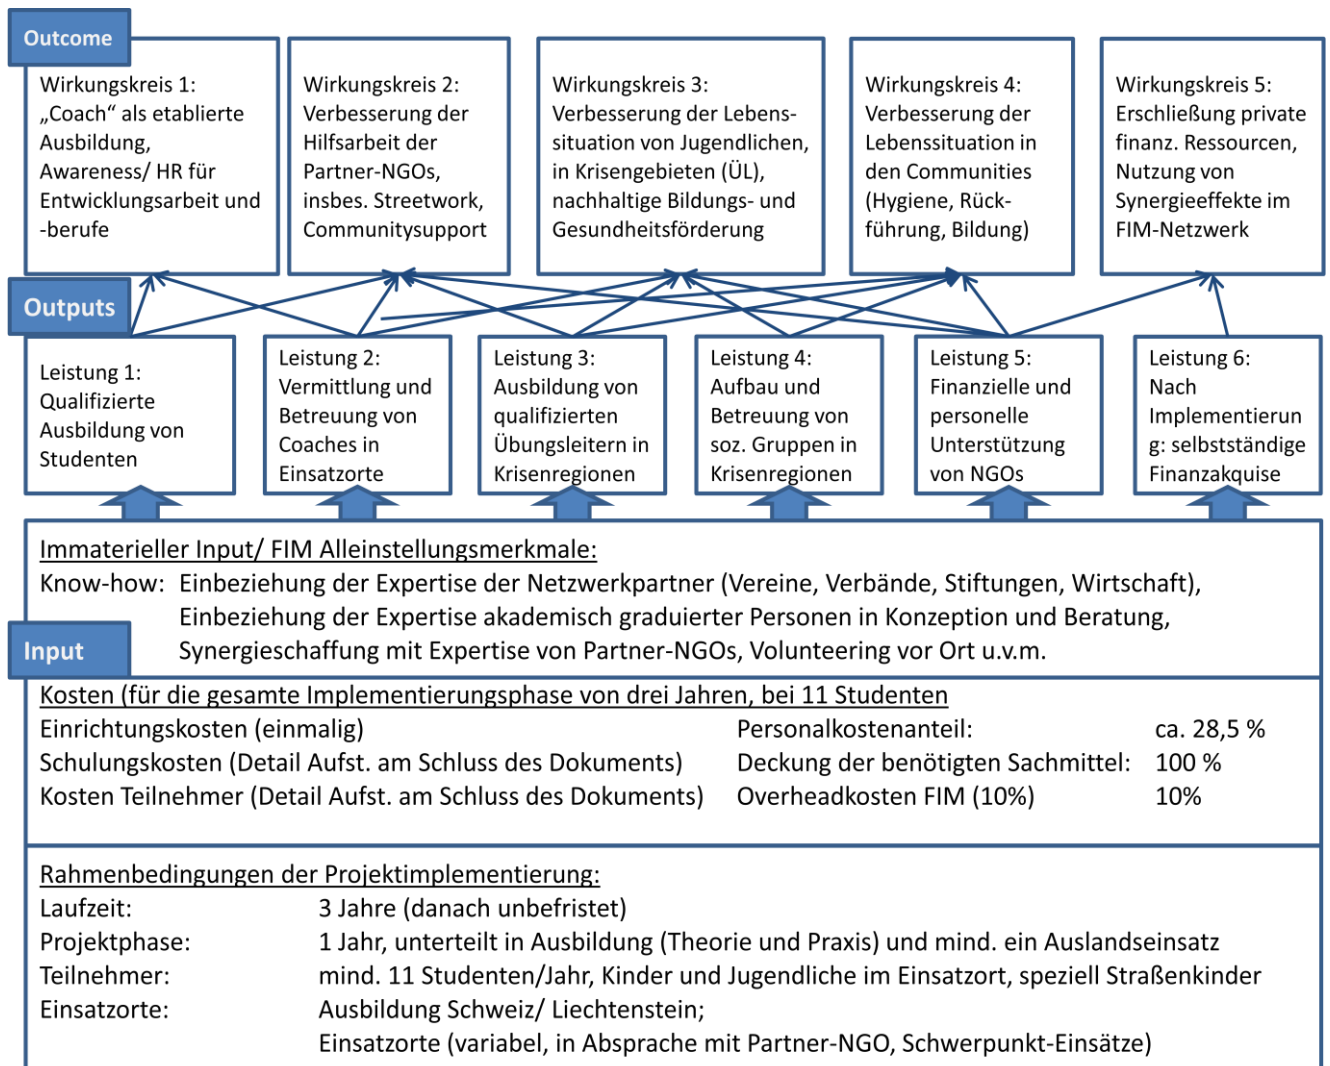 Outcome
Wirkungskreis 1:
„Coach“ als etablierte
Ausbildung,
Awareness/ HR für
Entwicklungsarbeit und
-berufe
Wirkungskreis 2:
Verbesserung der
Hilfsarbeit der
Partner-NGOs,
insbes. Streetwork,
Communitysupport
Wirkungskreis 3:
Verbesserung der Lebens-
situation von Jugendlichen,
in Krisengebieten (ÜL),
nachhaltige Bildungs- und
Gesundheitsförderung
Wirkungskreis 4:
Verbesserung der
Lebenssituation in
den Communities
(Hygiene, Rück-
führung, Bildung)
Wirkungskreis 5:
Erschließung private
finanz. Ressourcen,
Nutzung von
Synergieeffekte im
FIM-Netzwerk
Outputs
Leistung 1:
Qualifizierte
Ausbildung von
Studenten
Leistung 2:
Vermittlung und
Betreuung von
Coaches in
Einsatzorte
Leistung 3:
Ausbildung von
qualifizierten
Übungsleitern in
Krisenregionen
Leistung 4:
Aufbau und
Betreuung von
soz. Gruppen in
Krisenregionen
Leistung 5:
Finanzielle und
personelle
Unterstützung
von NGOs
Leistung 6:
Nach
Implementierun
g: selbstständige
Finanzakquise
Immaterieller Input/ FIM Alleinstellungsmerkmale:
Know-how: Einbeziehung der Expertise der Netzwerkpartner (Vereine, Verbände, Stiftungen, Wirtschaft),
Einbeziehung der Expertise akademisch graduierter Personen in Konzeption und Beratung,
Synergieschaffung mit Expertise von Partner-NGOs, Volunteering vor Ort u.v.m.
Input
Kosten (für die gesamte Implementierungsphase von drei Jahren, bei 11 Studenten
Einrichtungskosten (einmalig) Personalkostenanteil: ca. 28,5 %
Schulungskosten (Detail Aufst. am Schluss des Dokuments) Deckung der benötigten Sachmittel: 100 %
Kosten Teilnehmer (Detail Aufst. am Schluss des Dokuments) Overheadkosten FIM (10%) 10%
Rahmenbedingungen der Projektimplementierung:
Laufzeit: 3 Jahre (danach unbefristet)
Projektphase: 1 Jahr, unterteilt in Ausbildung (Theorie und Praxis) und mind. ein Auslandseinsatz
Teilnehmer: mind. 11 Studenten/Jahr, Kinder und Jugendliche im Einsatzort, speziell Straßenkinder
Einsatzorte: Ausbildung Schweiz/ Liechtenstein;
Einsatzorte (variabel, in Absprache mit Partner-NGO, Schwerpunkt-Einsätze)